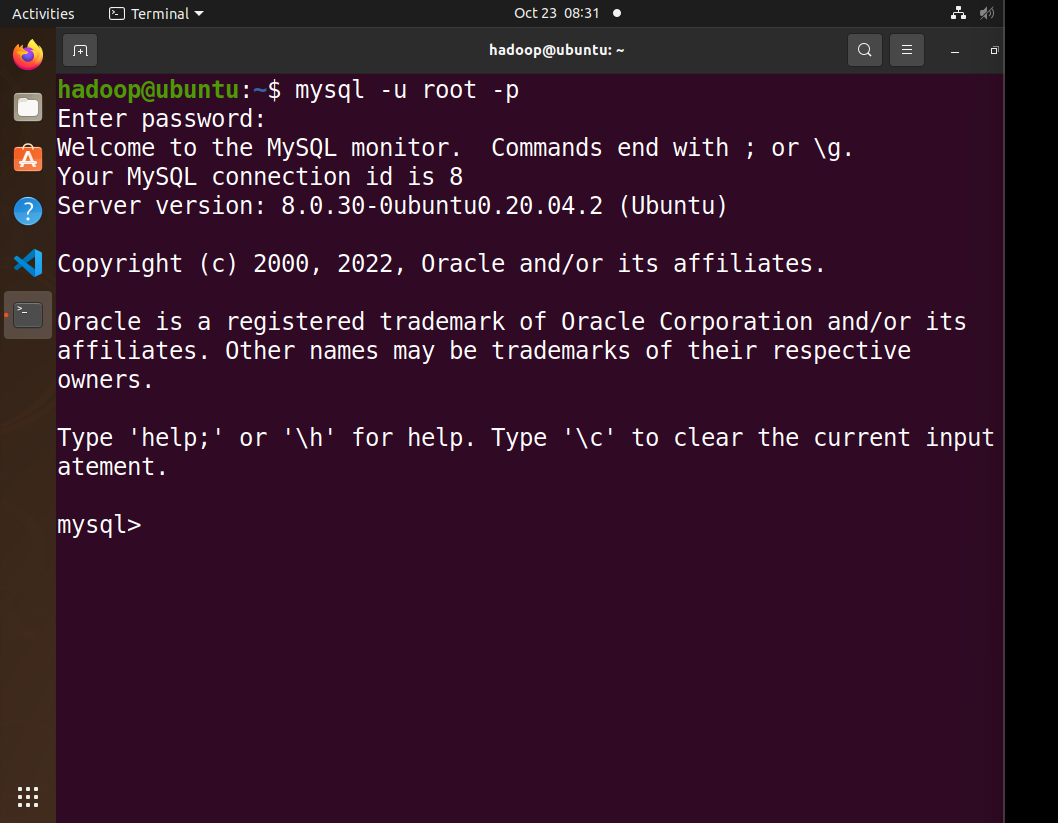 Activities Terminal Oct 23 08:31
hadoop@ubuntu: ~
hadoop@ubuntu:~$ mysql -u root -p
Enter password:
Welcome to the MySQL monitor.  Commands end with ; or \g.
Your MySQL connection id is 8
Server version: 8.0.30-0ubuntu0.20.04.2 (Ubuntu)
Copyright (c) 2000, 2022, Oracle and/or its affiliates.
Oracle is a registered trademark of Oracle Corporation and/or its
affiliates. Other names may be trademarks of their respective
owners.
Type 'help;' or '\h' for help. Type '\c' to clear the current input
atement.
mysql>